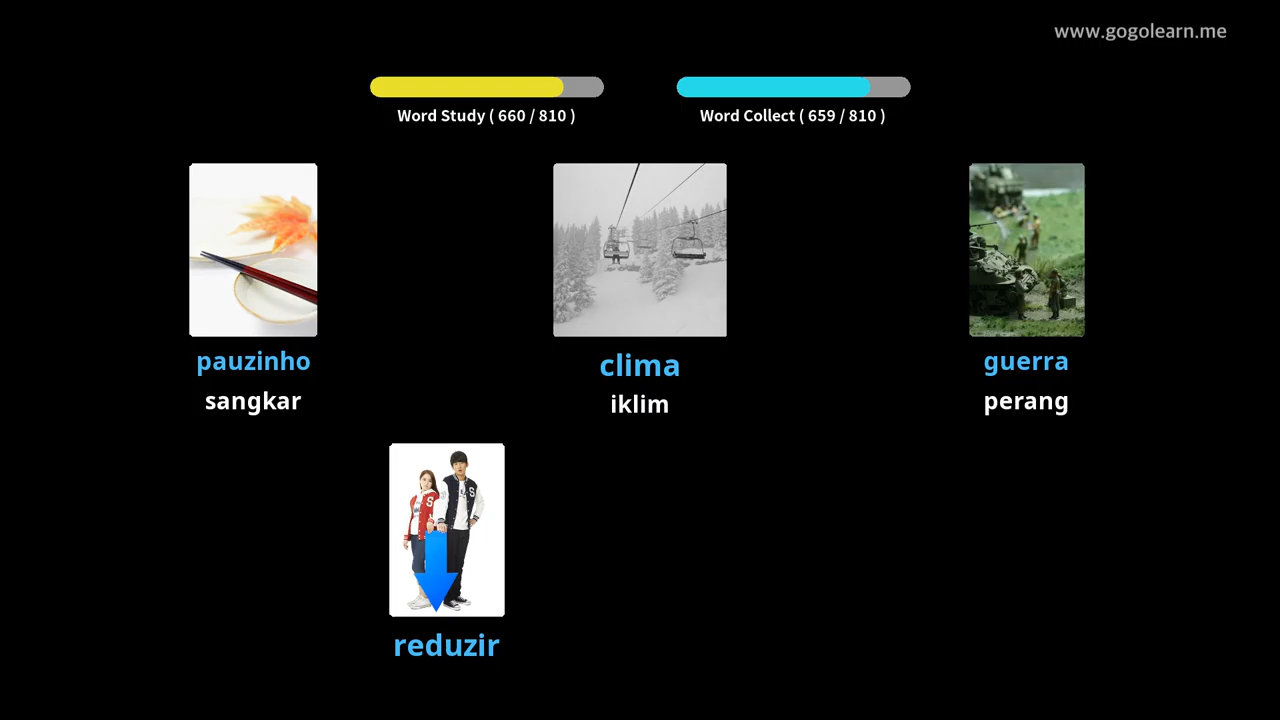 www.gogolearn.me
Word Study ( 660 / 810 )
Word Collect ( 659 / 810 )
pauzinho
sangkar
clima
iklim
guerra
perang
S
S
reduzir